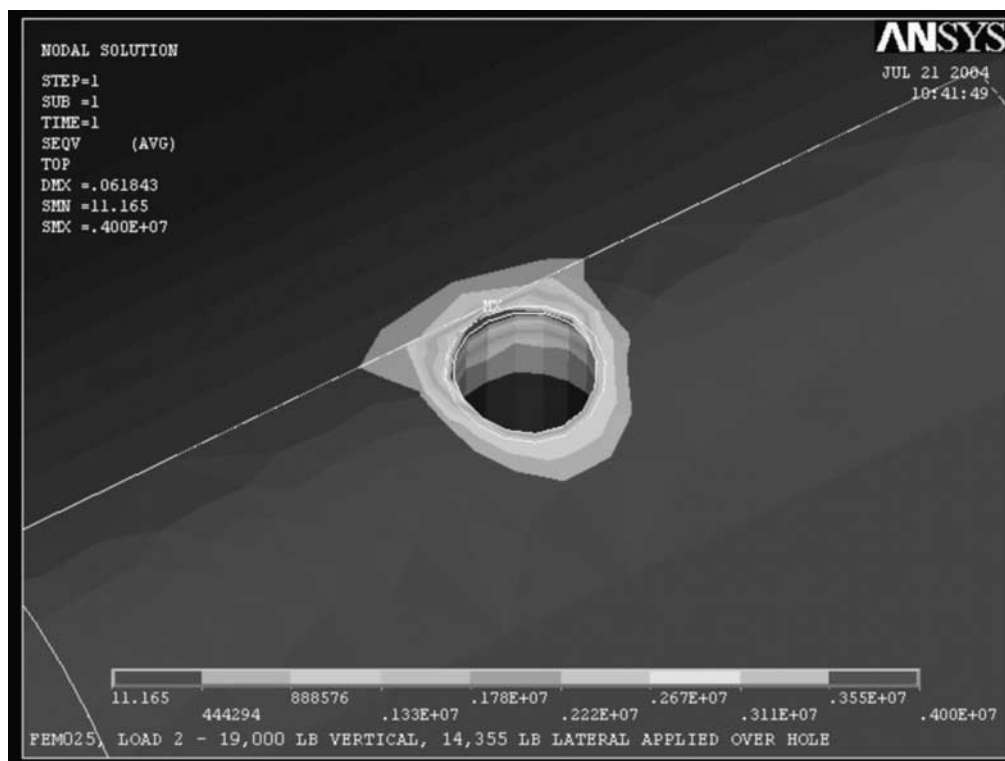 NODAL SOLUTION
STEP=1
SUB =1
TIME=1
SEQV (AVG)
TOP
DMX =.061843
SMN =11.165
SMX =.400E+07
ANSYS
JUL 21 2004
10:41:49
MX
11.165 888576 .178E+07 .267E+07 .355E+07
444294 .133E+07 .222E+07 .311E+07 .400E+07
FEM025, LOAD 2 - 19,000 LB VERTICAL, 14,355 LB LATERAL APPLIED OVER HOLE